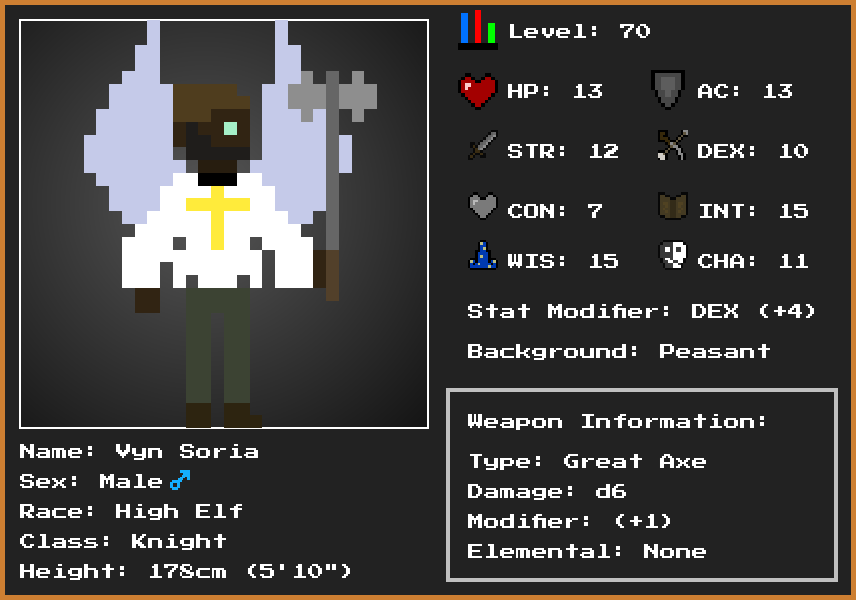 Level: 70
HP: 13
AC: 13
STR: 12
DEX: 10
CON: 7
INT: 15
WIS: 15
CHA: 11
Stat Modifier: DEX (+4)
Background: Peasant
Weapon Information:
Type: Great Axe
Damage: d6
Modifier: (+1)
Elemental: None
Name: Vyn Soria
Sex: Male ♂
Race: High Elf
Class: Knight
Height: 178cm (5'10")